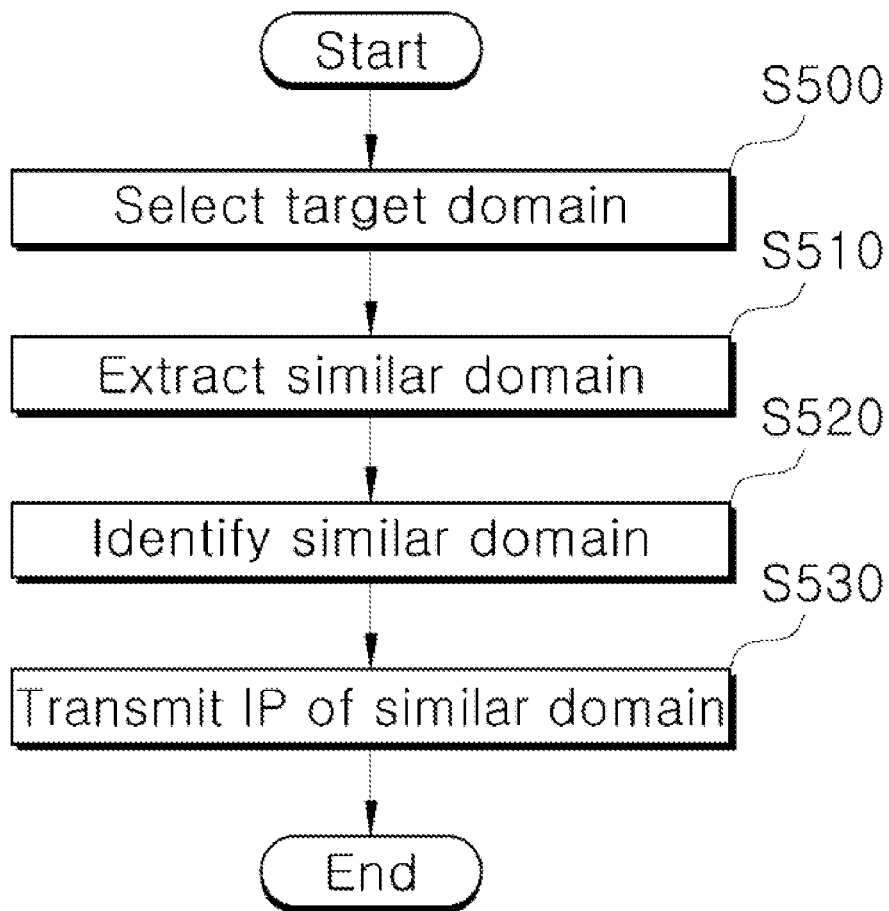 Start
S500
Select target domain
S510
Extract similar domain
S520
Identify similar domain
S530
Transmit IP of similar domain
End